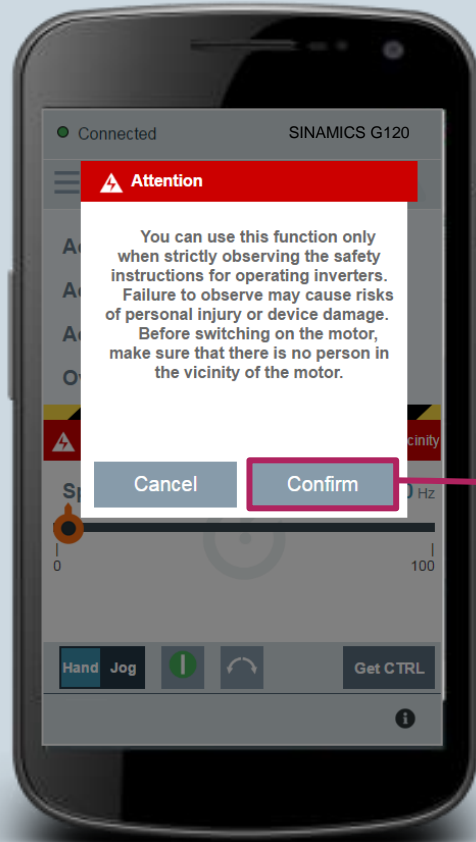 Connected SINAMICS G120
Attention
You can use this function only
when strictly observing the safety
instructions for operating inverters.
Failure to observe may cause risks
of personal injury or device damage.
Before switching on the motor,
make sure that there is no person in
the vicinity of the motor.
Cancel Confirm
Hz
0 100
Hand Jog Get CTRL